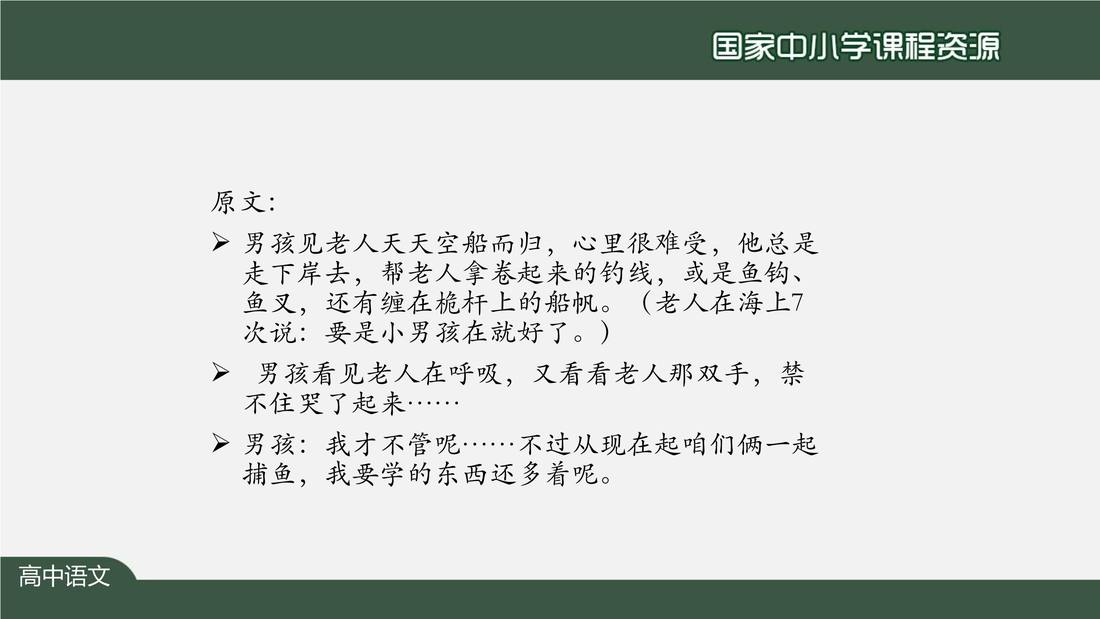 国家中小学课程资源
原文：
➢ 男孩见老人天天空船而归，心里很难受，他总是
走下岸去，帮老人拿卷起来的钓线，或是鱼钩、
鱼叉，还有缠在桅杆上的船帆。（老人在海上7
次说：要是小男孩在就好了。）
➢ 男孩看见老人在呼吸，又看看老人那双手，禁
不住哭了起来……
➢ 男孩：我才不管呢……不过从现在起咱们俩一起
捕鱼，我要学的东西还多着呢。
高中语文